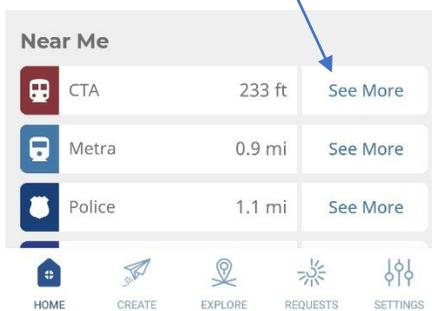 Near Me
CTA 233 ft See More
Metra 0.9 mi See More
Police 1.1 mi See More
HOME CREATE EXPLORE REQUESTS SETTINGS